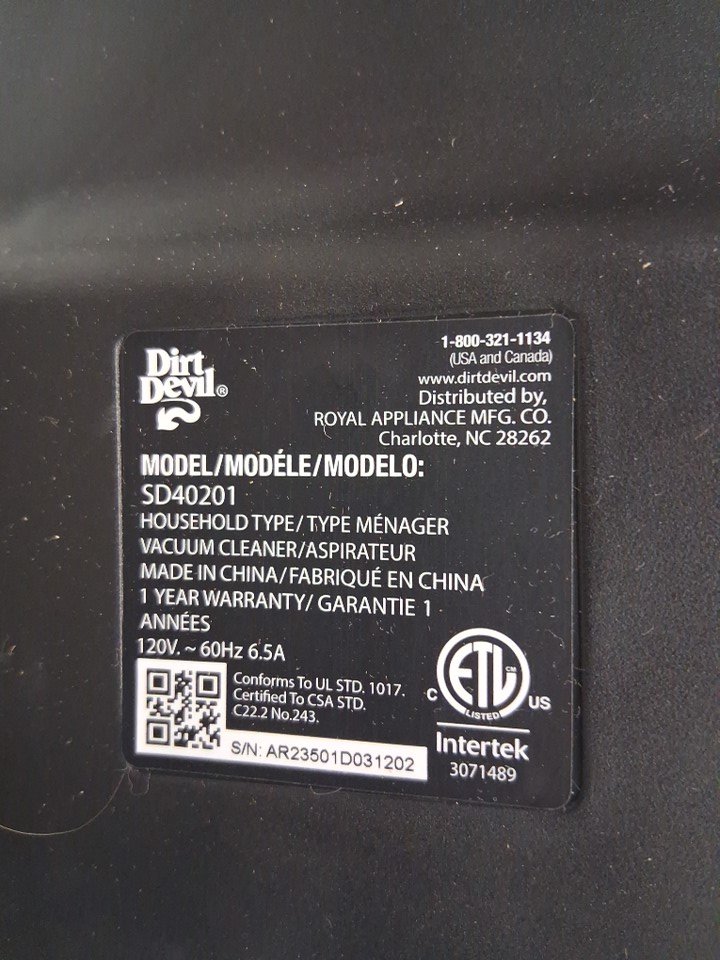 Dirt
Devil®
1-800-321-1134
(USA and Canada)
www.dirtdevil.com
Distributed by,
ROYAL APPLIANCE MFG. CO.
Charlotte, NC 28262
MODEL/MODÉLE/MODELO:
SD40201
HOUSEHOLD TYPE/ TYPE MÉNAGER
VACUUM CLEANER/ASPIRATEUR
MADE IN CHINA/FABRIQUÉ EN CHINA
1 YEAR WARRANTY/ GARANTIE 1
ANNÉES
120V. ~ 60Hz 6.5A
Conforms To UL STD. 1017.
Certified To CSA STD.
C22.2 No.243.
S/N: AR23501D031202
ETL
CM
LISTED
C
US
Intertek
3071489